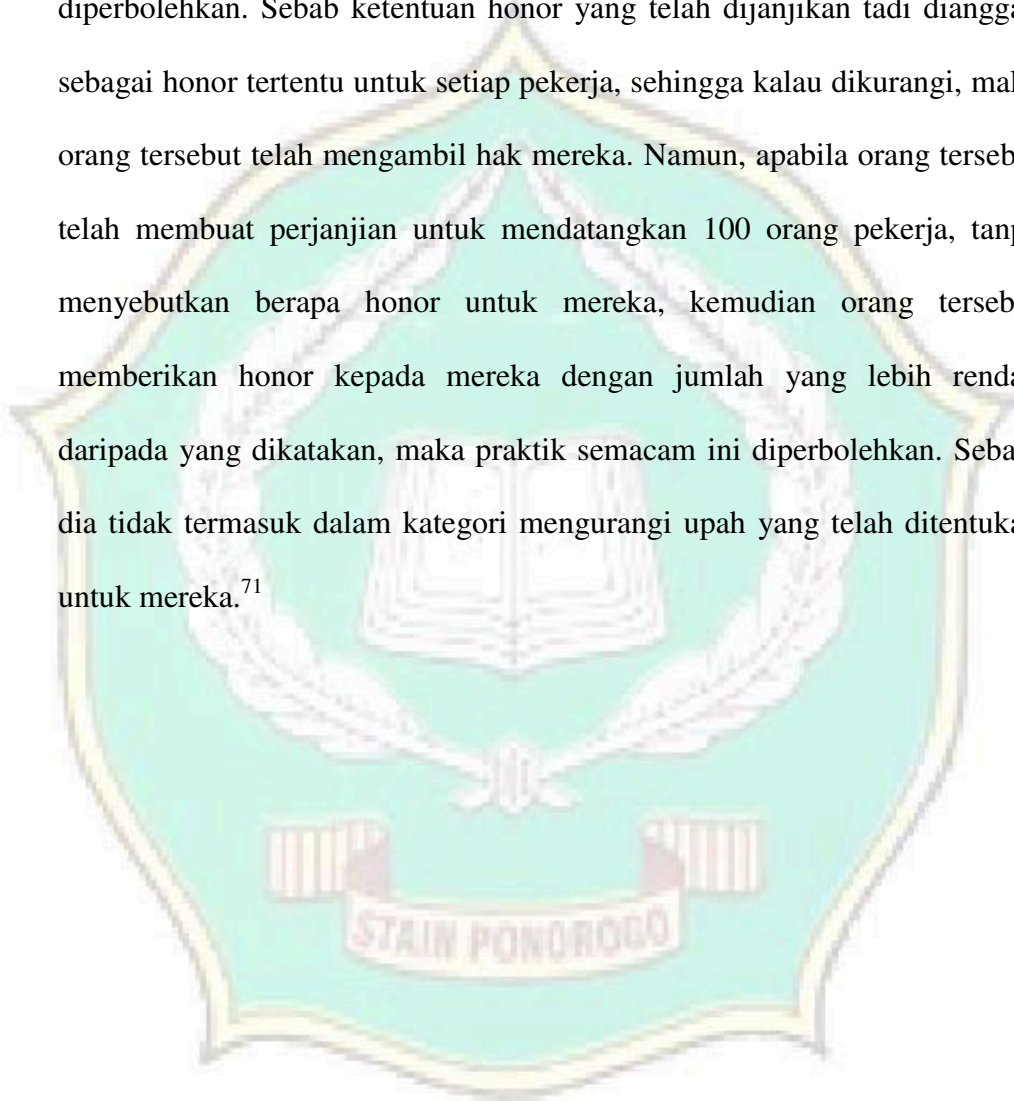 diperbolehkan. Sebab ketentuan honor yang telah dijanjikan tadi diangga
sebagai honor tertentu untuk setiap pekerja, sehingga kalau dikurangi, mak
orang tersebut telah mengambil hak mereka. Namun, apabila orang terseb
telah membuat perjanjian untuk mendatangkan 100 orang pekerja, tanp
menyebutkan berapa honor untuk mereka, kemudian orang terseb
memberikan honor kepada mereka dengan jumlah yang lebih renda
daripada yang dikatakan, maka praktik semacam ini diperbolehkan. Seba
dia tidak termasuk dalam kategori mengurangi upah yang telah ditentuka
untuk mereka.71
STAIN PONOROGO